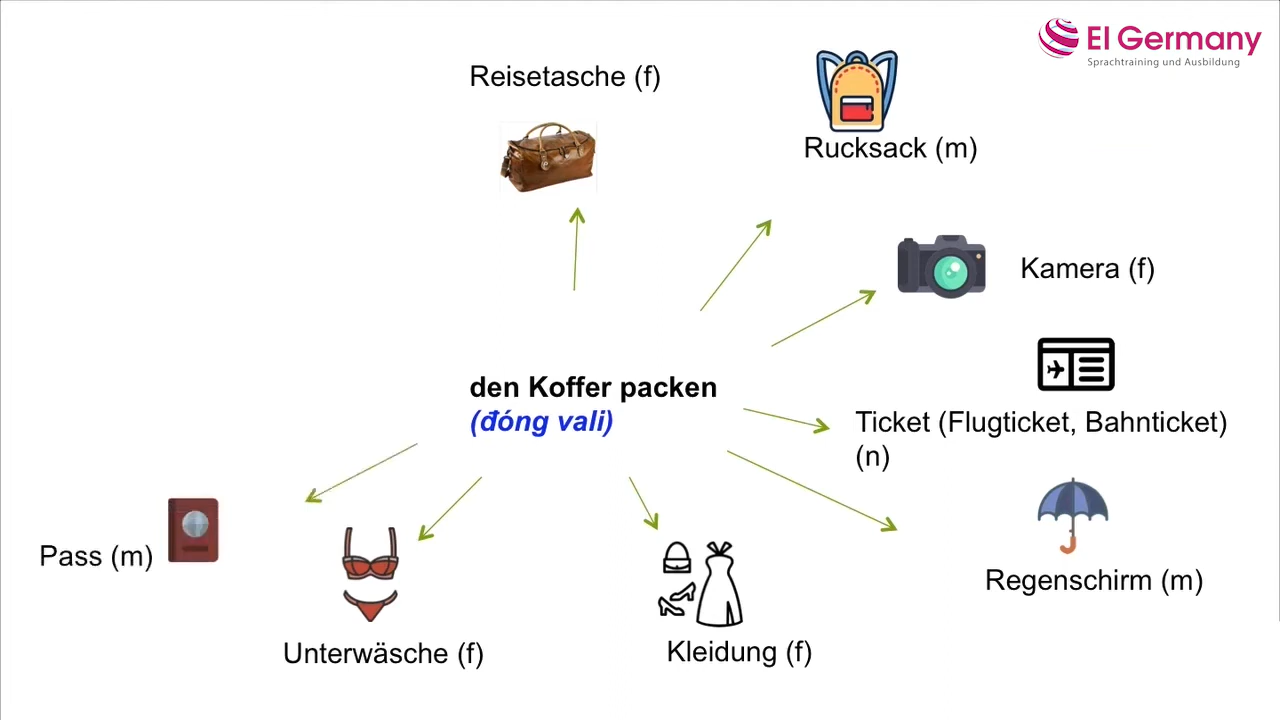 EI Germany
Sprachtraining und Ausbildung
Reisetasche (f)
Rucksack (m)
Kamera (f)
den Koffer packen
(đóng vali)
Ticket (Flugticket, Bahnticket)
(n)
Pass (m)
Regenschirm (m)
Unterwäsche (f)
Kleidung (f)